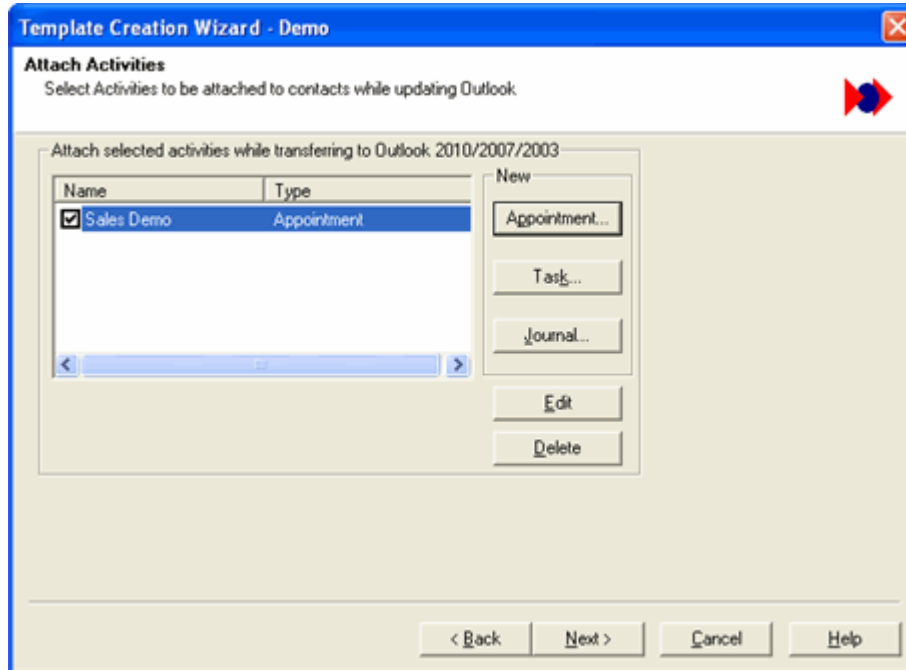 Template Creation Wizard - Demo
Attach Activities
Select Activities to be attached to contacts while updating Outlook
Attach selected activities while transferring to Outlook 2010/2007/2003
New
Name Type
Sales Demo Appointment
Appointment...
Task...
Journal...
Edit
Delete
< Back Next > Cancel Help